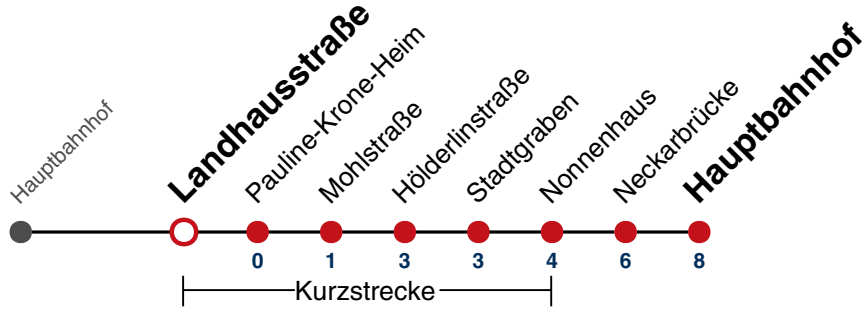 Hauptbahnhof
Landhausstraße
Pauline-Krone-Heim
Mohlstraße
Hölderlinstraße
Stadtgraben
Nonnenhaus
Neckarbrücke
Hauptbahnhof
0 1 3 3 4 6 8
Kurzstrecke